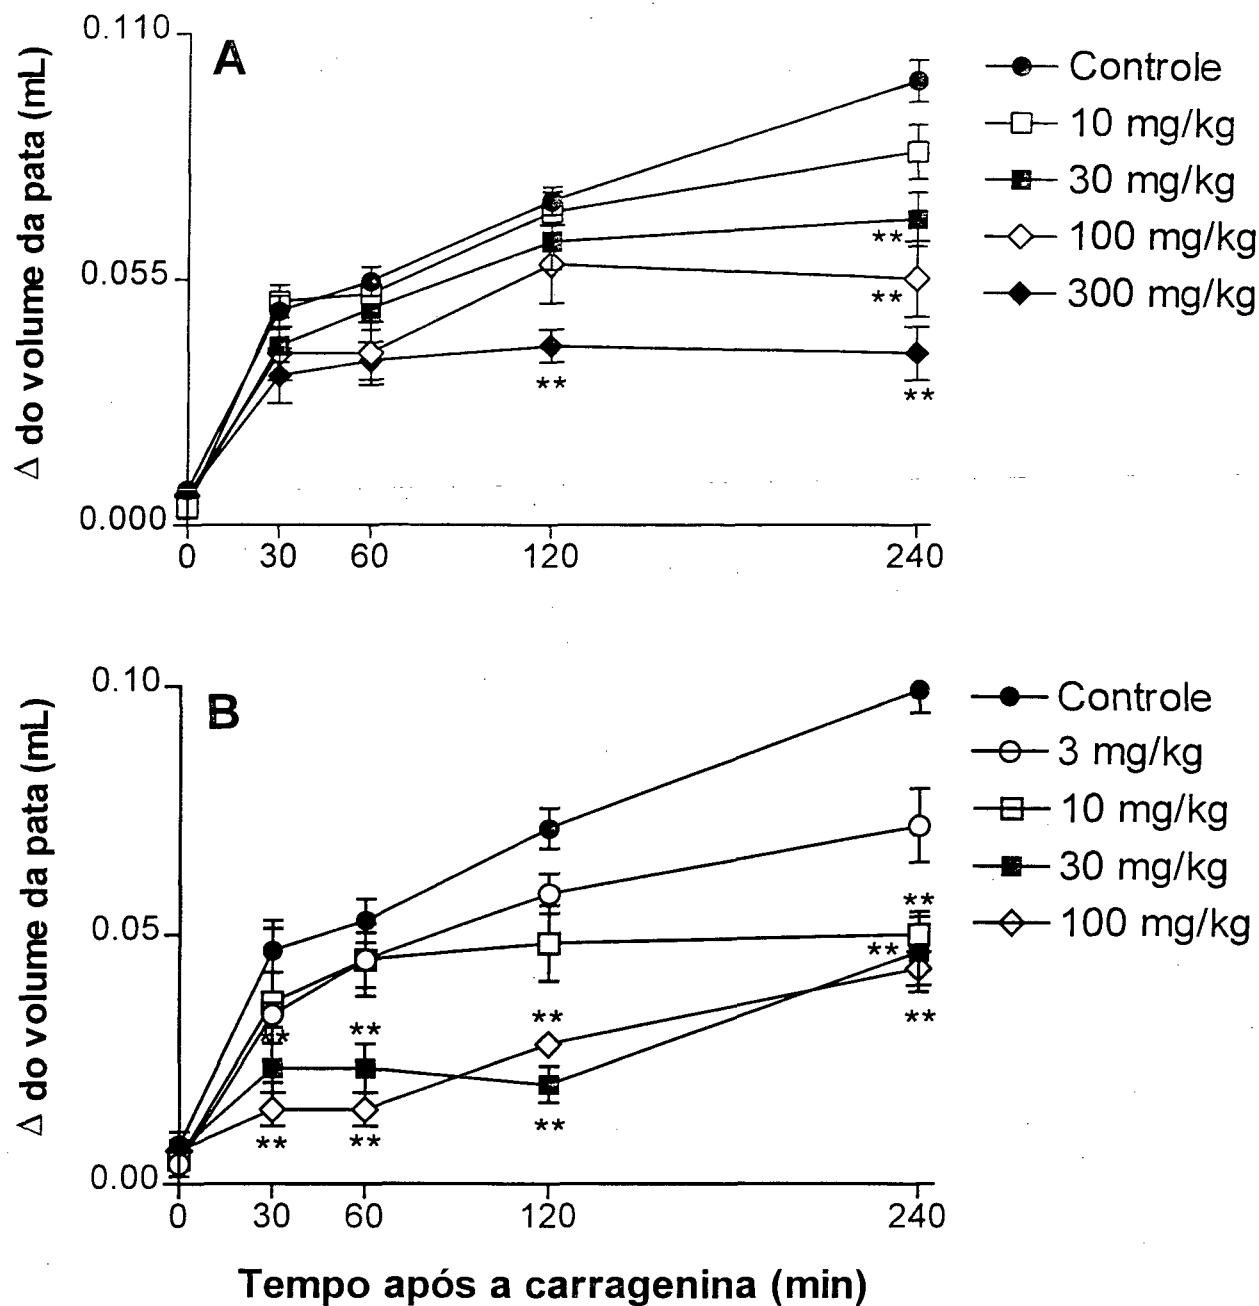 A
Δ do volume da pata (mL)
0.110
0.055
0.000
0 30 60 120 240
Controle
10 mg/kg
30 mg/kg
100 mg/kg
300 mg/kg
**
**
**
**
B
Δ do volume da pata (mL)
0.10
0.05
0.00
0 30 60 120 240
Controle
3 mg/kg
10 mg/kg
30 mg/kg
100 mg/kg
**
**
**
**
**
**
**
**
**
**
Tempo após a carragenina (min)